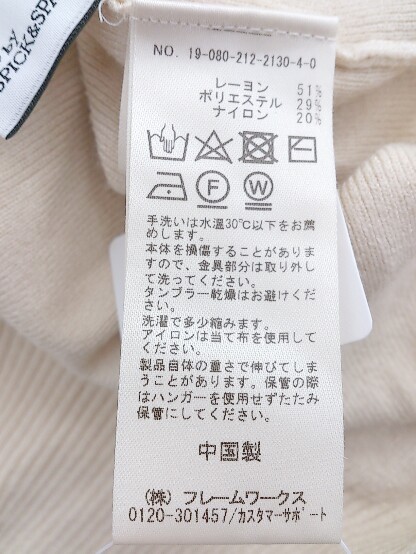 by
SPICK&SPA
NO. 19-080-212-2130-4-0
レーヨン 51%
ポリエステル 29%
ナイロン 20%
F
W
手洗いは水温30℃以下をお薦
めします。
本体を損傷することがありま
すので、金具部分は取り外し
て洗ってください。
タンブラー乾燥はお避けくだ
さい。
洗濯で多少縮みます。
アイロンは当て布を使用して
ください。
製品自体の重さで伸びてしま
うことがあります。保管の際
はハンガーを使用せずたたみ
保管にしてください。
中国製
(株) フレームワークス
0120-301457/カスタマーサポート